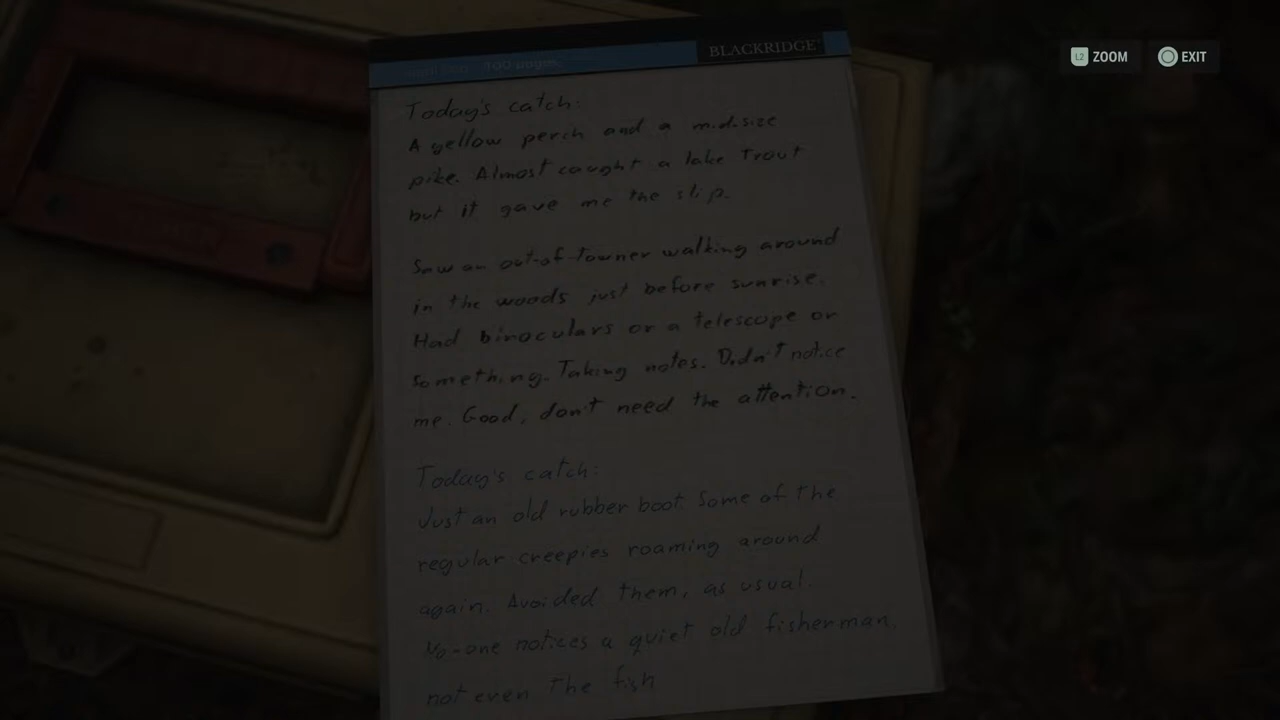 BLACKRIDGE
100 pages
L2 ZOOM
EXIT
Today's catch:
A yellow perch and a mid-size
pike. Almost caught a lake trout
but it gave me the slip.
Saw an out-of-towner walking around
in the woods just before sunrise.
Had binoculars or a telescope or
something. Taking notes. Didn't notice
me. Good, don't need the attention.
Today's catch:
Just an old rubber boot. Some of the
regular creepies roaming around
again. Avoided them, as usual.
No-one notices a quiet old fisherman,
not even the fish